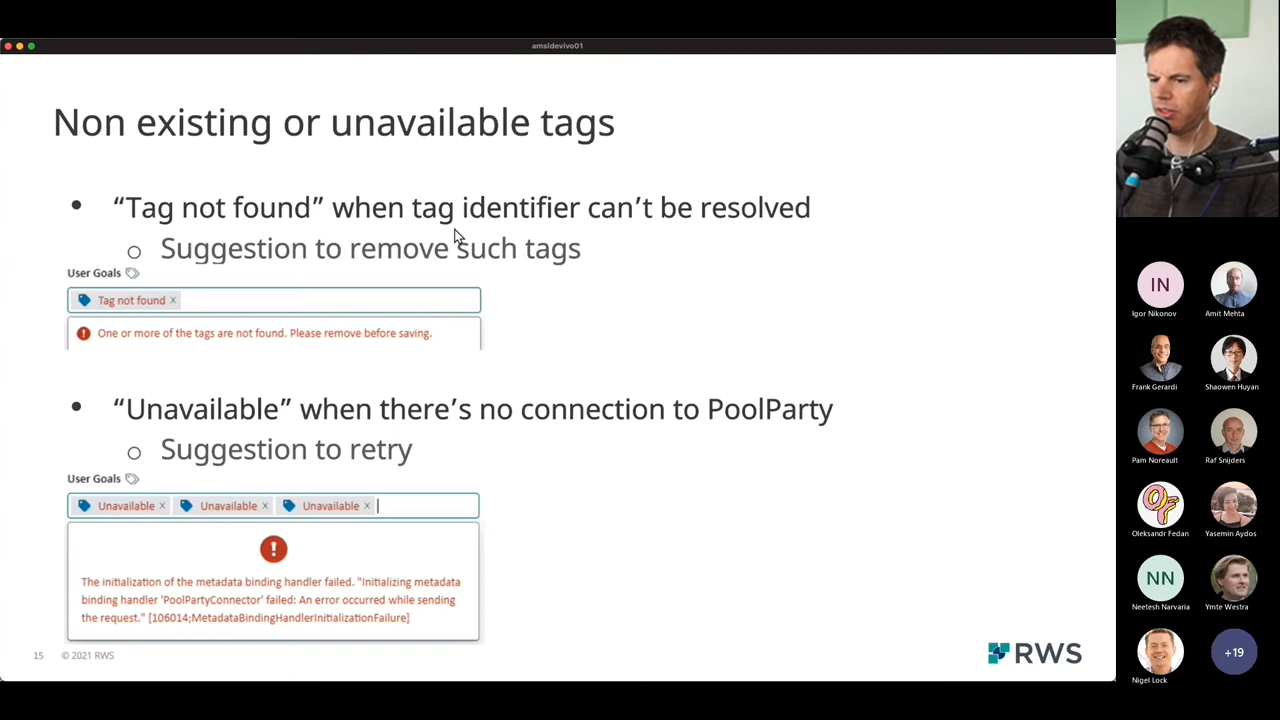 amsldevivo01
Non existing or unavailable tags
• “Tag not found” when tag identifier can’t be resolved
o Suggestion to remove such tags
User Goals
Tag not found ×
One or more of the tags are not found. Please remove before saving.
• “Unavailable” when there’s no connection to PoolParty
o Suggestion to retry
User Goals
Unavailable × Unavailable × Unavailable ×
The initialization of the metadata binding handler failed. "Initializing metadata
binding handler 'PoolPartyConnector' failed: An error occurred while sending
the request." [106014;MetadataBindingHandlerInitializationFailure]
15 © 2021 RWS
RWS
IN
Igor Nikonov Amit Mehta
Frank Gerardi Shaowen Huyan
Pam Noreault Raf Snijders
OF
Oleksandr Fedan Yasemin Aydos
NN
Neetesh Narvaria Ymte Westra
+19
Nigel Lock